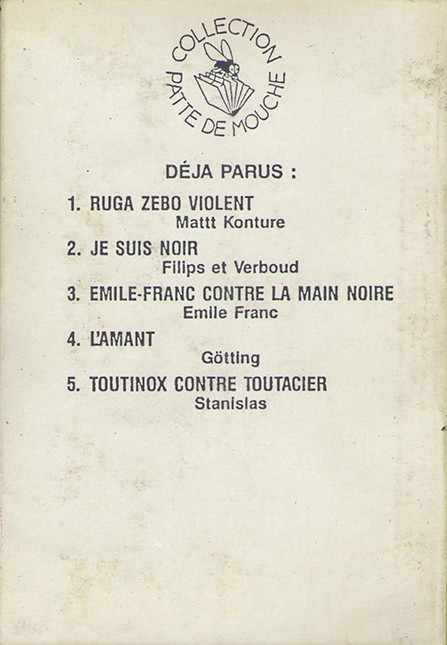 COLLECTION
PATTE DE MOUCHE
DÉJA PARUS :
1. RUGA ZEBO VIOLENT
Mattt Konture
2. JE SUIS NOIR
Filips et Verboud
3. EMILE-FRANC CONTRE LA MAIN NOIRE
Emile Franc
4. L'AMANT
Götting
5. TOUTINOX CONTRE TOUTACIER
Stanislas